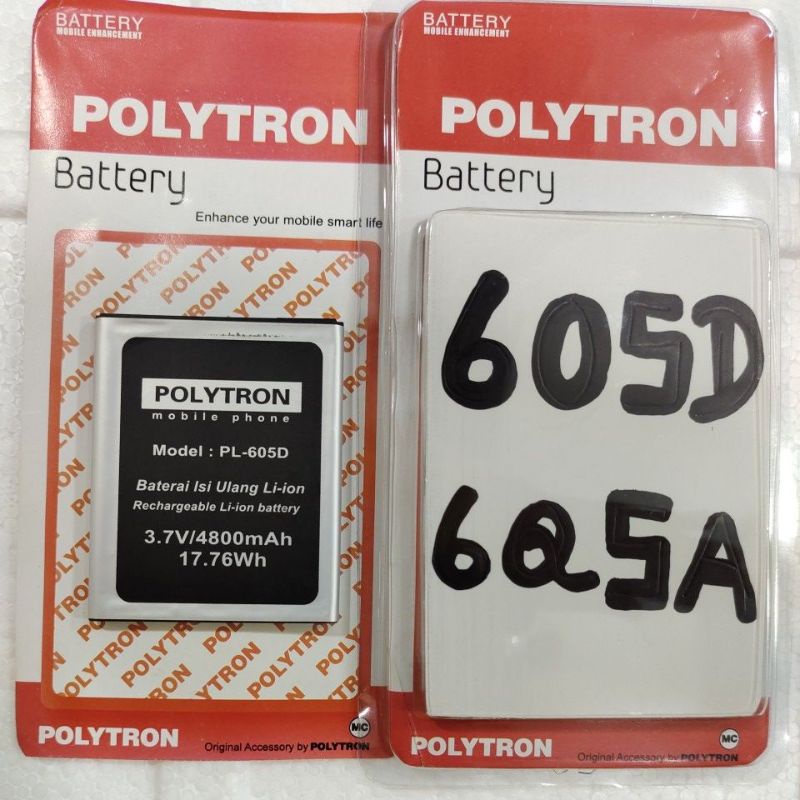 BATTERY
MOBILE ENHANCEMENT
POLYTRON
Battery
Enhance your mobile smart life
POLYTRON
mobile phone
Model : PL-605D
Baterai Isi Ulang Li-ion
Rechargeable Li-ion battery
3.7V/4800mAh
17.76Wh
POLYTRON
MC
Original Accessory by POLYTRON
BATTERY
MOBILE ENHANCEMENT
POLYTRON
Battery
605D
6Q5A
POLYTRON
MC
Original Accessory by POLYTRON